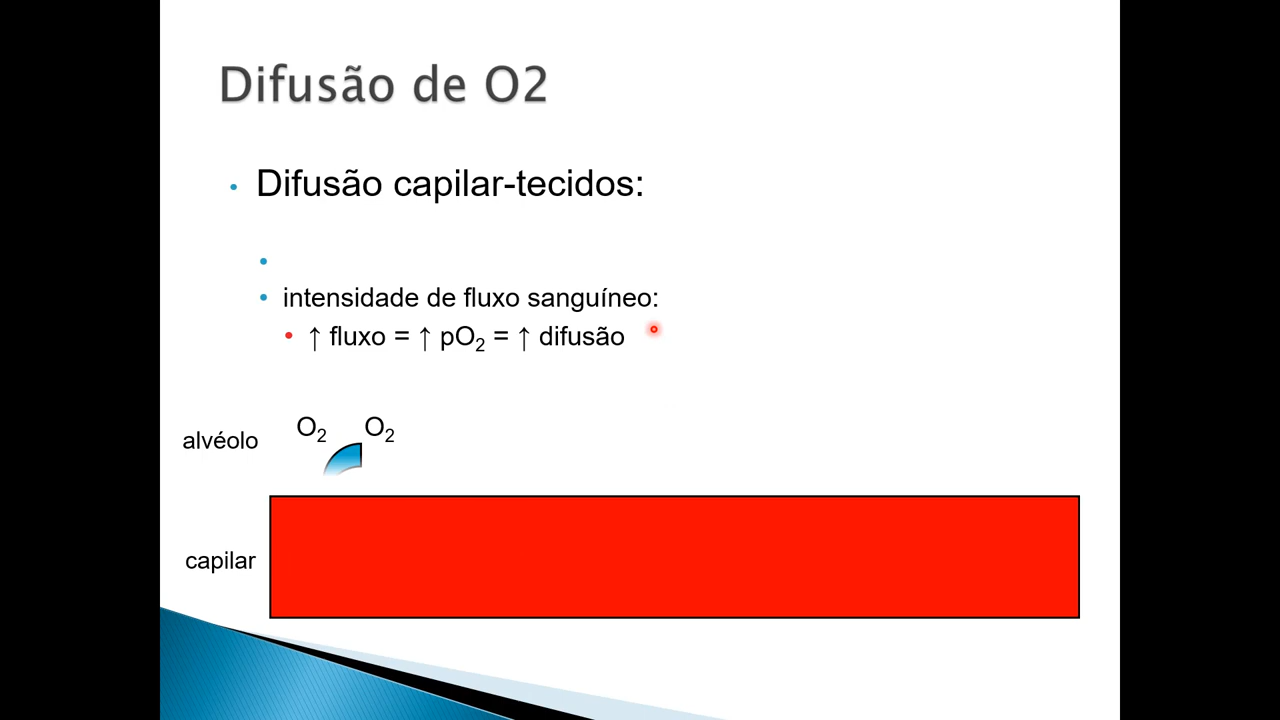 Difusão de O2
• Difusão capilar-tecidos:
•
• intensidade de fluxo sanguíneo:
• ↑ fluxo = ↑ pO₂ = ↑ difusão
O₂ O₂
alvéolo
capilar